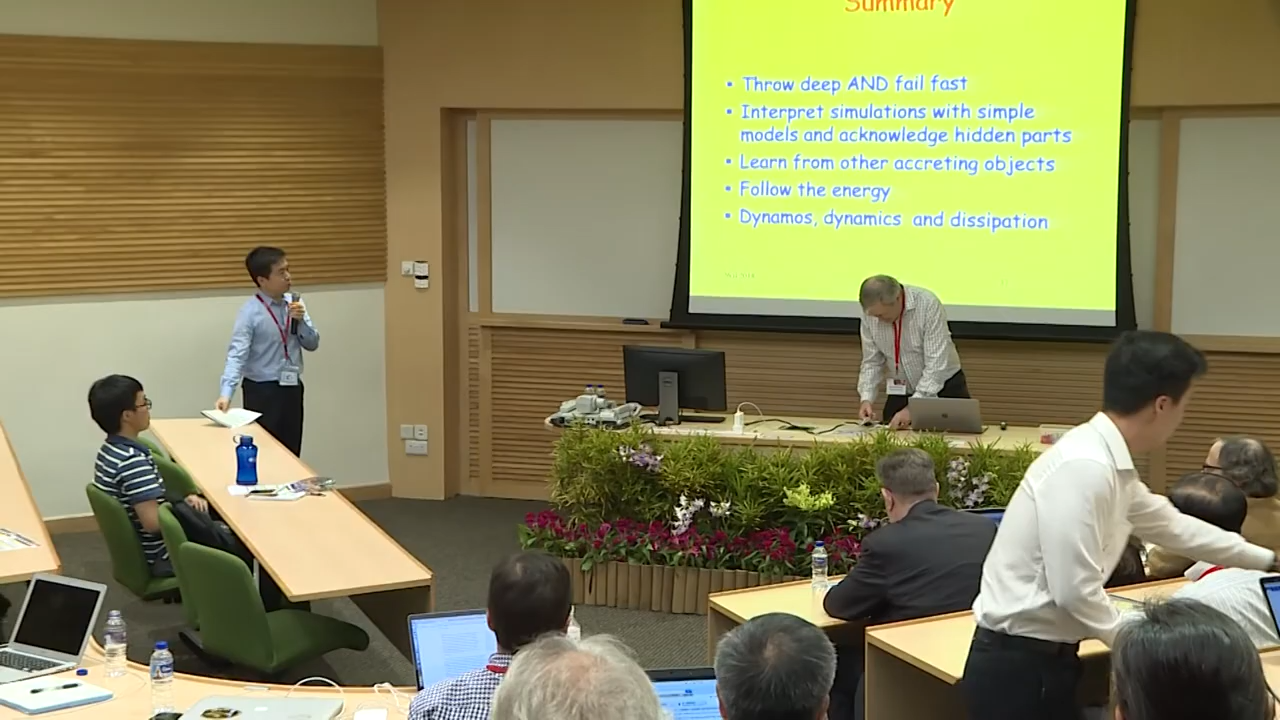 Summary
• Throw deep AND fail fast
• Interpret simulations with simple
models and acknowledge hidden parts
• Learn from other accreting objects
• Follow the energy
• Dynamos, dynamics and dissipation